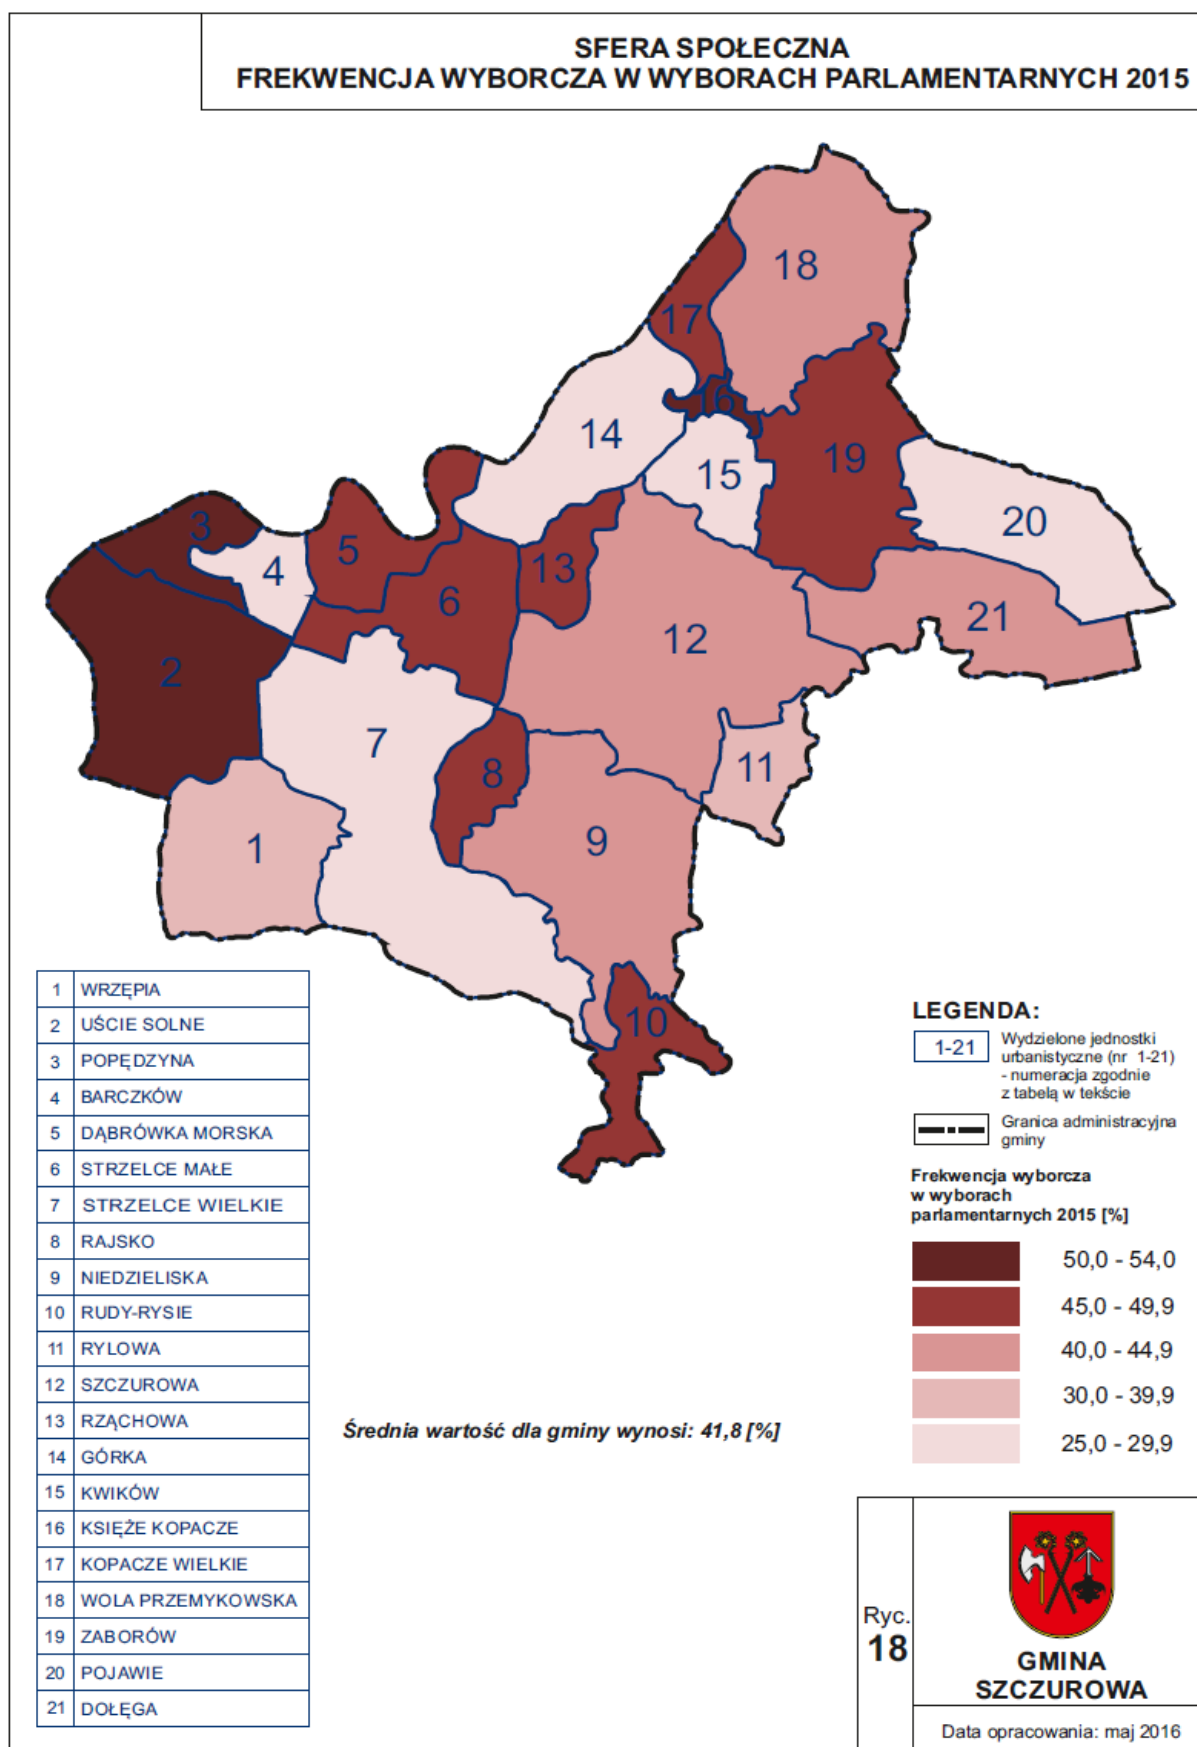 SFERA SPOŁECZNA
FREKWENCJA WYBORCZA W WYBORACH PARLAMENTARNYCH 2015
18
17
16
14
19
15
3
20
5
13
4
6
21
12
2
7
11
8
9
1
10
1 WRZĘPIA
2 UŚCIE SOLNE
3 POPĘDZYNA
4 BARCZKÓW
5 DĄBRÓWKA MORSKA
6 STRZELCE MAŁE
7 STRZELCE WIELKIE
8 RAJSKO
9 NIEDZIELISKA
10 RUDY-RYSIE
11 RYLOWA
12 SZCZUROWA
13 RZĄCHOWA
14 GÓRKA
15 KWIKÓW
16 KSIĘŻE KOPACZE
17 KOPACZE WIELKIE
18 WOLA PRZEMYKOWSKA
19 ZABORÓW
20 POJAWIE
21 DOŁĘGA
Średnia wartość dla gminy wynosi: 41,8 [%]
LEGENDA:
1-21
Wydzielone jednostki
urbanistyczne (nr 1-21)
- numeracja zgodnie
z tabelą w tekście
Granica administracyjna
gminy
Frekwencja wyborcza
w wyborach
parlamentarnych 2015 [%]
50,0 - 54,0
45,0 - 49,9
40,0 - 44,9
30,0 - 39,9
25,0 - 29,9
Ryc.
18
GMINA
SZCZUROWA
Data opracowania: maj 2016